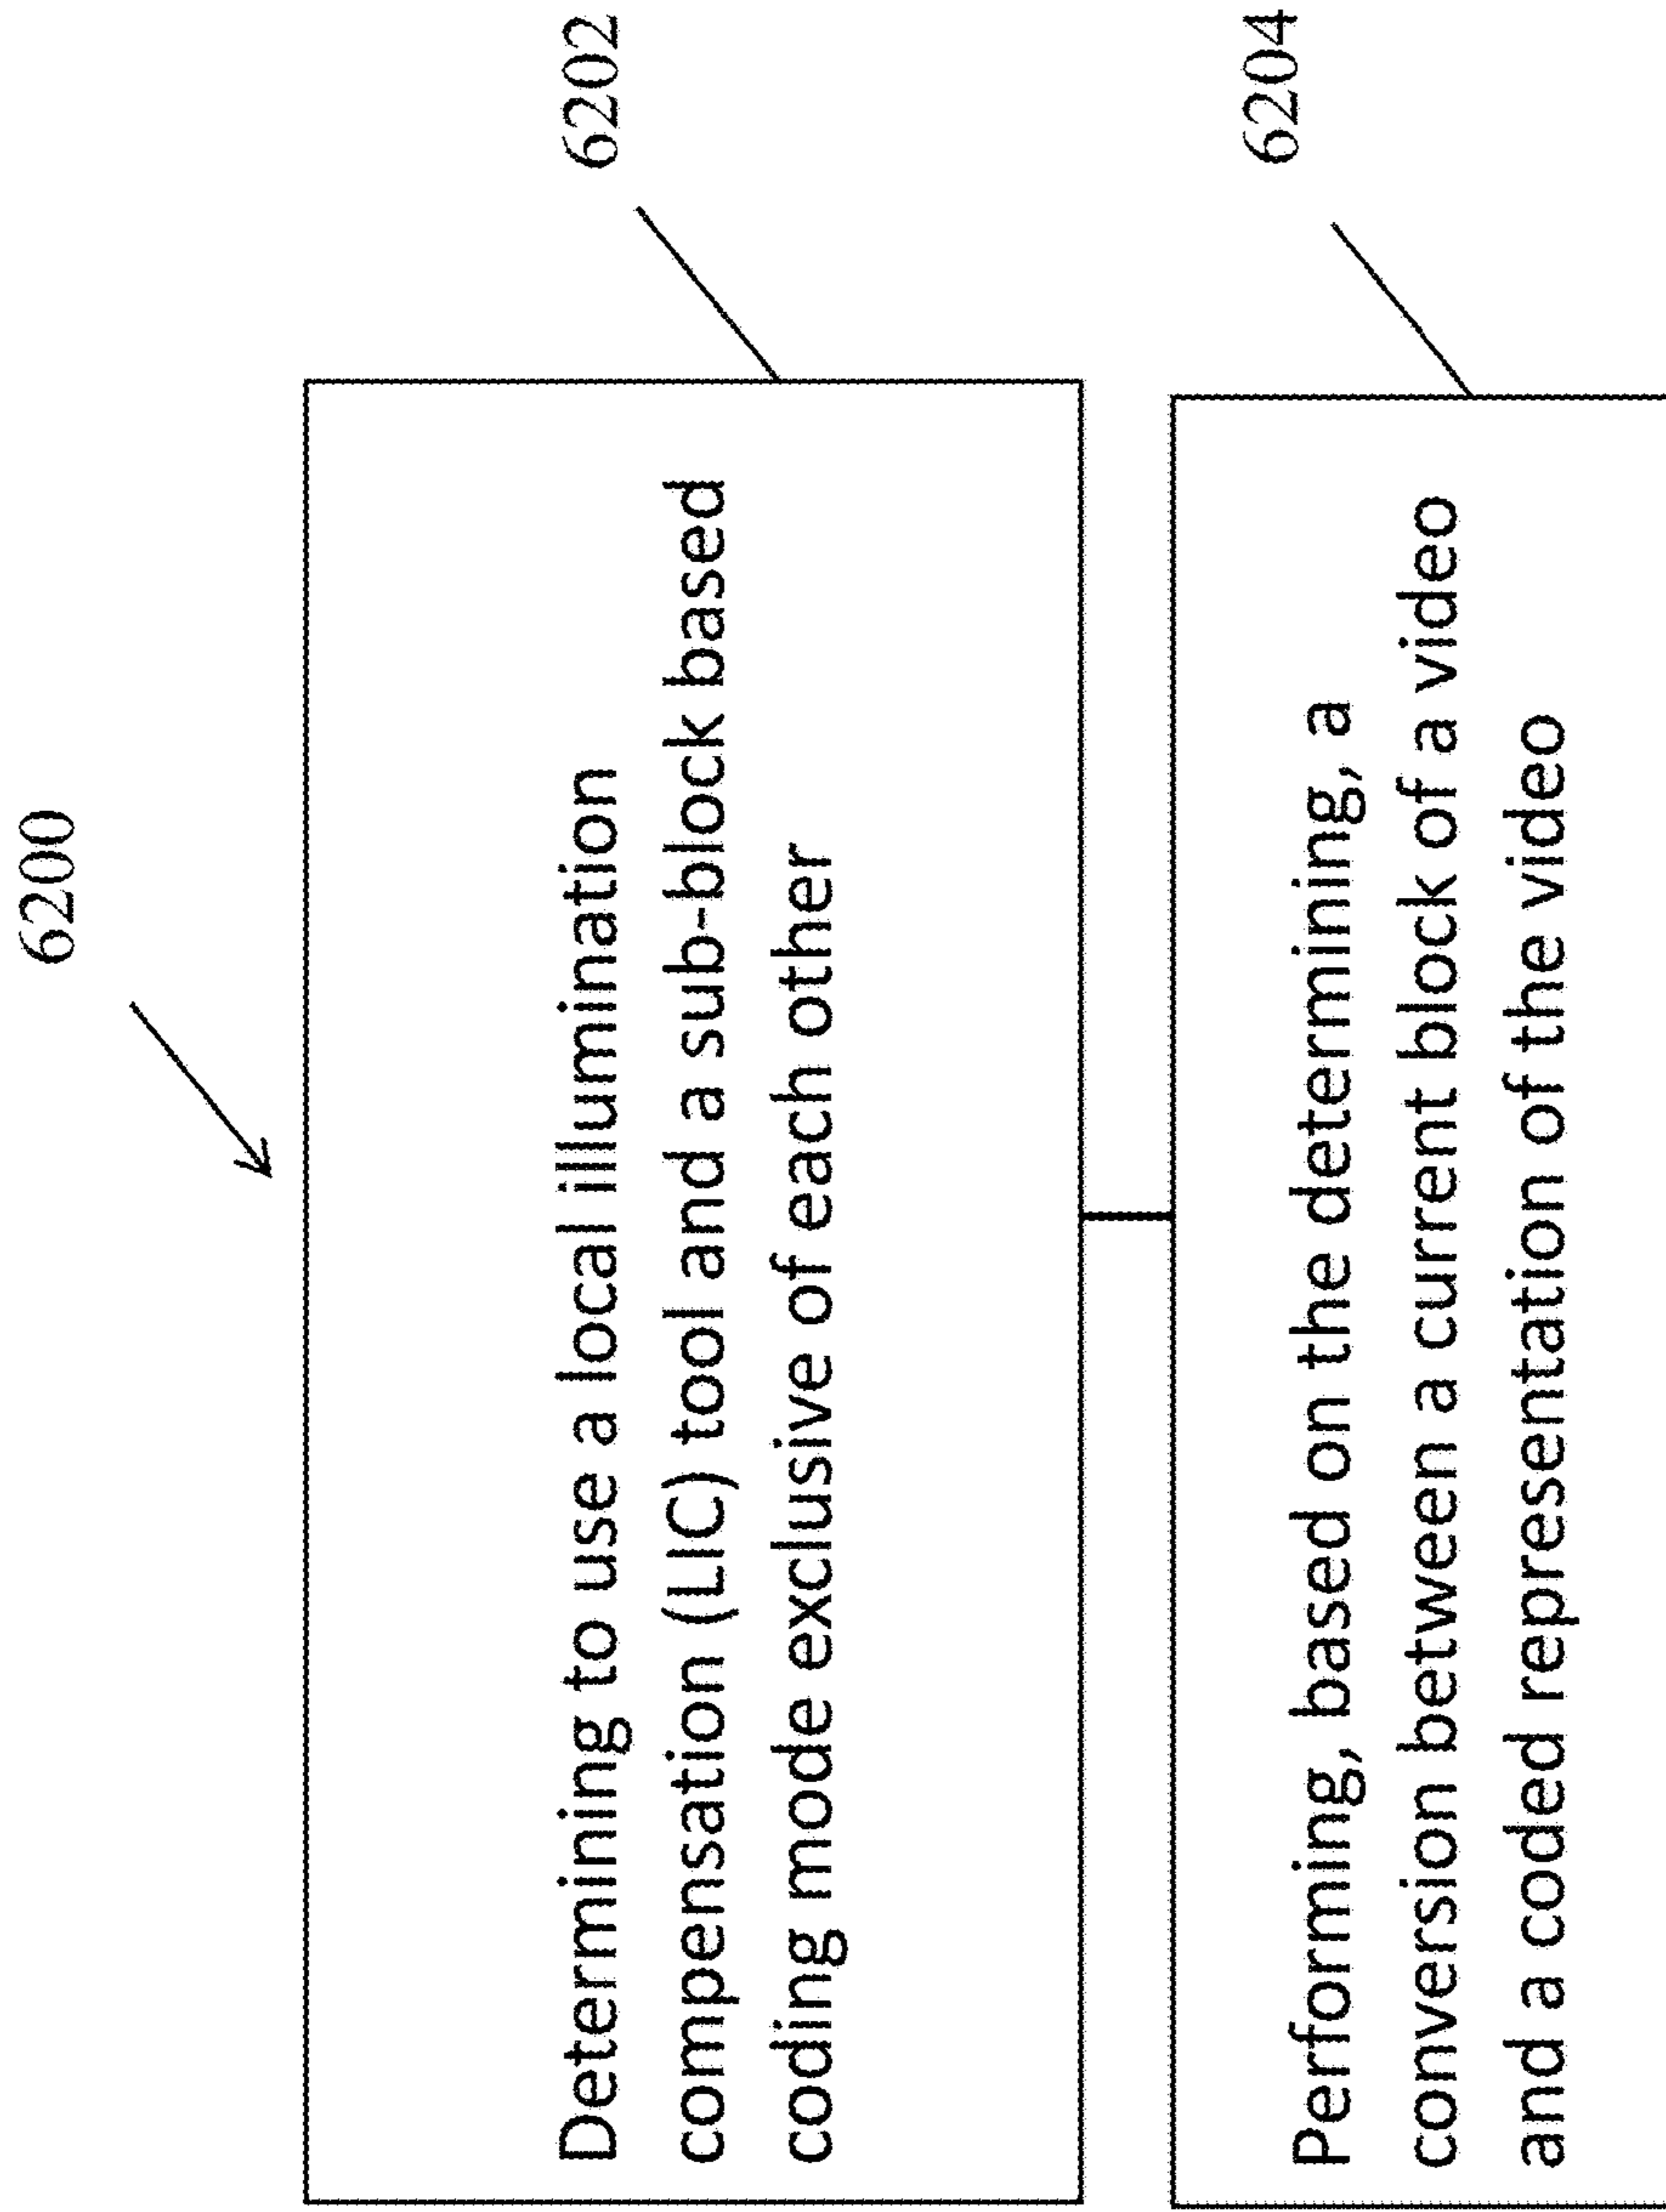 6200
6202
Determining to use a local illumination
compensation (LIC) tool and a sub-block based
coding mode exclusive of each other
6204
Performing, based on the determining, a
conversion between a current block of a video
and a coded representation of the video